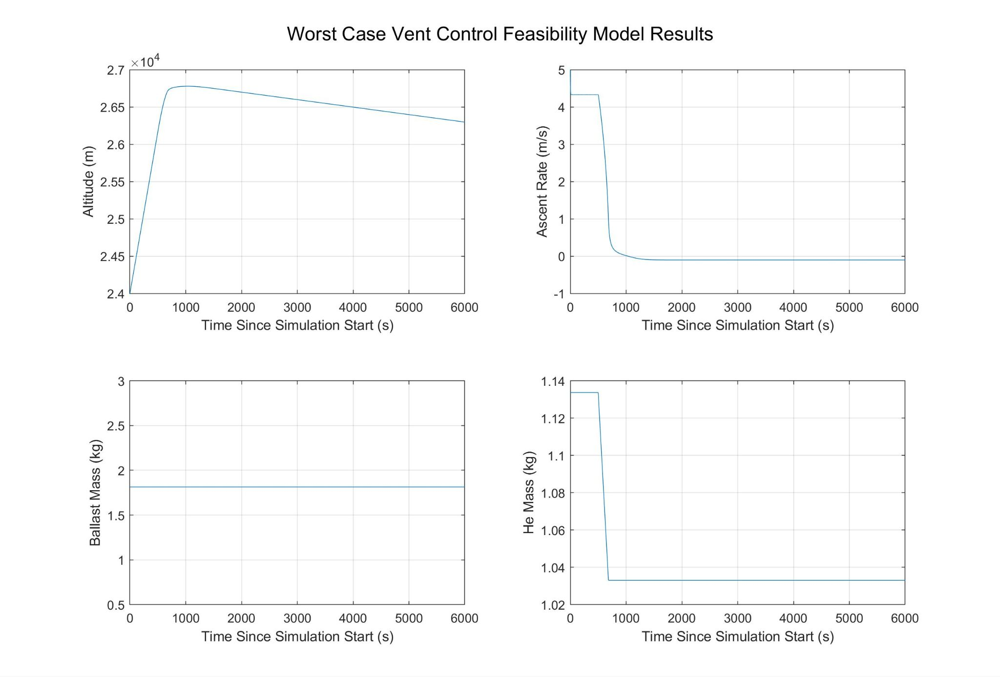 Worst Case Vent Control Feasibility Model Results
×10⁴
2.7
2.65
2.6
2.55
2.5
2.45
2.4
Altitude (m)
0 1000 2000 3000 4000 5000 6000
Time Since Simulation Start (s)
5
4
3
2
1
0
-1
Ascent Rate (m/s)
0 1000 2000 3000 4000 5000 6000
Time Since Simulation Start (s)
3
2.5
2
1.5
1
0.5
Ballast Mass (kg)
0 1000 2000 3000 4000 5000 6000
Time Since Simulation Start (s)
1.14
1.12
1.1
1.08
1.06
1.04
1.02
He Mass (kg)
0 1000 2000 3000 4000 5000 6000
Time Since Simulation Start (s)